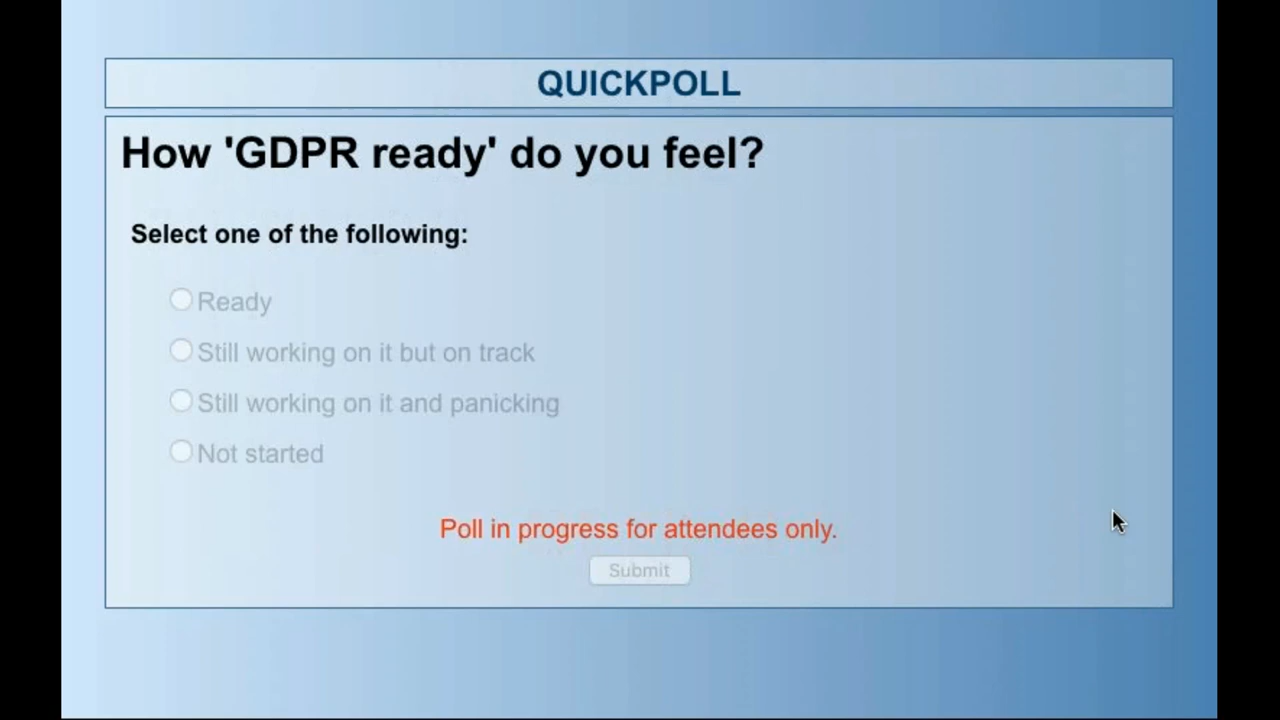 QUICKPOLL
How 'GDPR ready' do you feel?
Select one of the following:
Ready
Still working on it but on track
Still working on it and panicking
Not started
Poll in progress for attendees only.
Submit